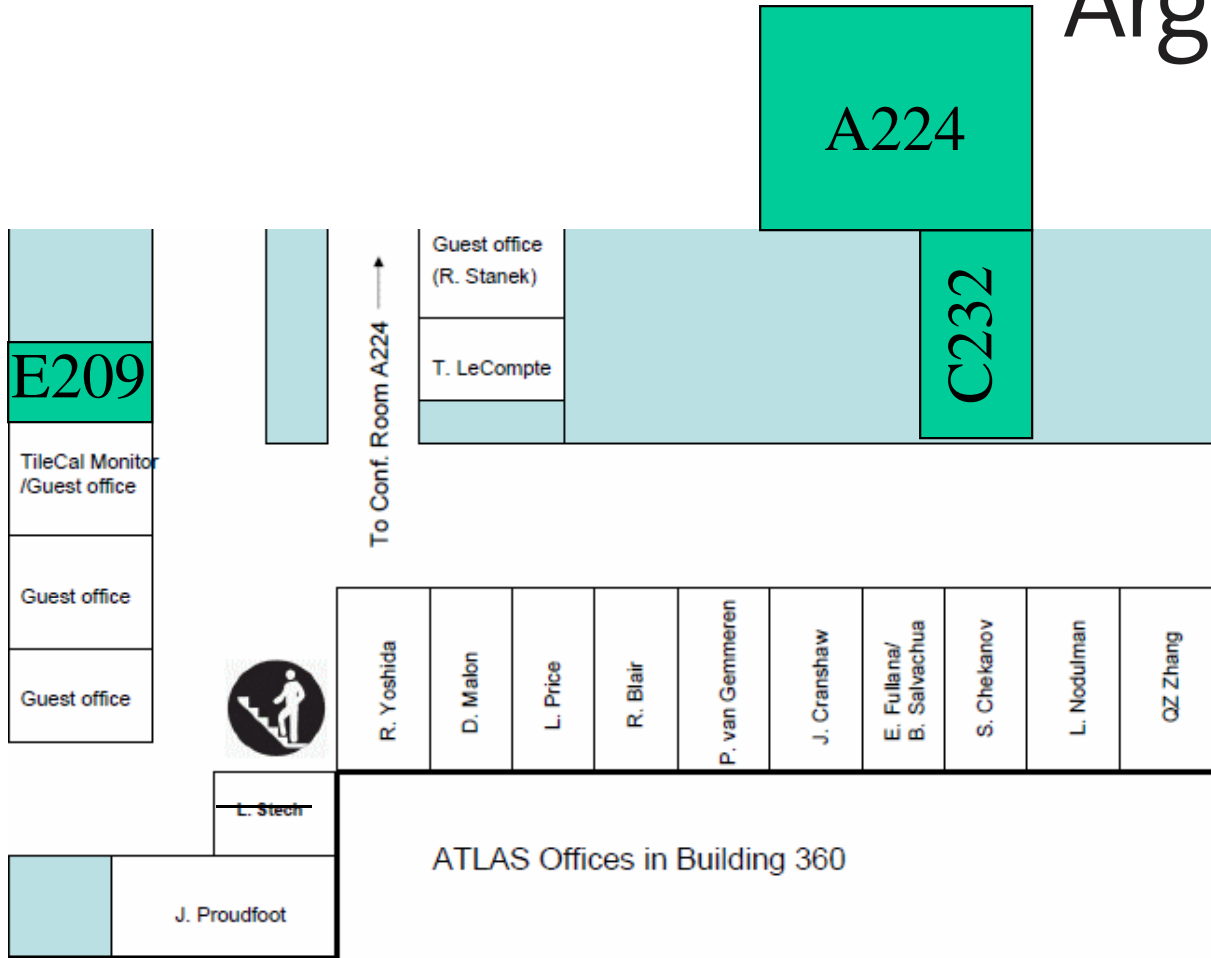 Arg
A224
Guest office
(R. Stanek)
C232
To Conf. Room A224
T. LeCompte
E209
TileCal Monitor
/Guest office
Guest office
Guest office
R. Yoshida
D. Malon
L. Price
R. Blair
P. van Gemmeren
J. Cranshaw
E. Fullana/
B. Salvachua
S. Chekanov
L. Nodulman
QZ Zhang
L. Stech
ATLAS Offices in Building 360
J. Proudfoot